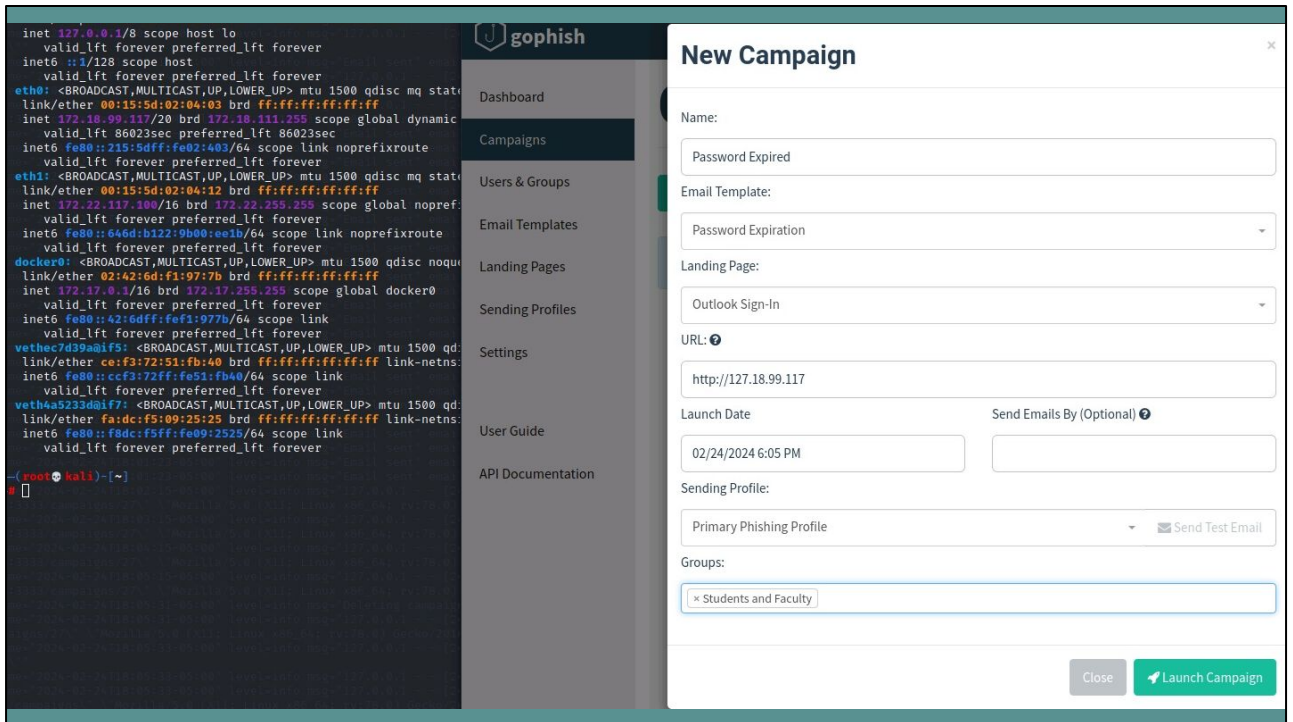 inet 127.0.0.1/8 scope host lo
valid_lft forever preferred_lft forever
inet6 ::1/128 scope host
valid_lft forever preferred_lft forever
eth0: <BROADCAST,MULTICAST,UP,LOWER_UP> mtu 1500 qdisc mq state
link/ether 00:15:5d:02:04:03 brd ff:ff:ff:ff:ff:ff
inet 172.18.99.117/20 brd 172.18.111.255 scope global dynamic
valid_lft 86023sec preferred_lft 86023sec
inet6 fe80::215:5dff:fe02:403/64 scope link noprefixroute
valid_lft forever preferred_lft forever
eth1: <BROADCAST,MULTICAST,UP,LOWER_UP> mtu 1500 qdisc mq state
link/ether 00:15:5d:02:04:12 brd ff:ff:ff:ff:ff:ff
inet 172.22.117.100/16 brd 172.22.255.255 scope global nopref
valid_lft forever preferred_lft forever
inet6 fe80::646d:b122:9b00:ee1b/64 scope link noprefixroute
valid_lft forever preferred_lft forever
docker0: <BROADCAST,MULTICAST,UP,LOWER_UP> mtu 1500 qdisc noque
link/ether 02:42:6d:f1:97:7b brd ff:ff:ff:ff:ff:ff
inet 172.17.0.1/16 brd 172.17.255.255 scope global docker0
valid_lft forever preferred_lft forever
inet6 fe80::42:6dff:fef1:977b/64 scope link
valid_lft forever preferred_lft forever
vethec7d39a@if5: <BROADCAST,MULTICAST,UP,LOWER_UP> mtu 1500 qd
link/ether ce:f3:72:51:fb:40 brd ff:ff:ff:ff:ff:ff link-netns
inet6 fe80::ccf3:72ff:fe51:fb40/64 scope link
valid_lft forever preferred_lft forever
veth4a5233d@if7: <BROADCAST,MULTICAST,UP,LOWER_UP> mtu 1500 qd
link/ether fa:dc:f5:09:25:25 brd ff:ff:ff:ff:ff:ff link-netns
inet6 fe80::f8dc:f5ff:fe09:2525/64 scope link
valid_lft forever preferred_lft forever
(root💀kali)-[~]
#
gophish
Dashboard
Campaigns
Users & Groups
Email Templates
Landing Pages
Sending Profiles
Settings
User Guide
API Documentation
New Campaign
×
Name:
Password Expired
Email Template:
Password Expiration
Landing Page:
Outlook Sign-In
URL:
http://127.18.99.117
Launch Date
Send Emails By (Optional)
02/24/2024 6:05 PM
Sending Profile:
Primary Phishing Profile
Send Test Email
Groups:
× Students and Faculty
Close
Launch Campaign